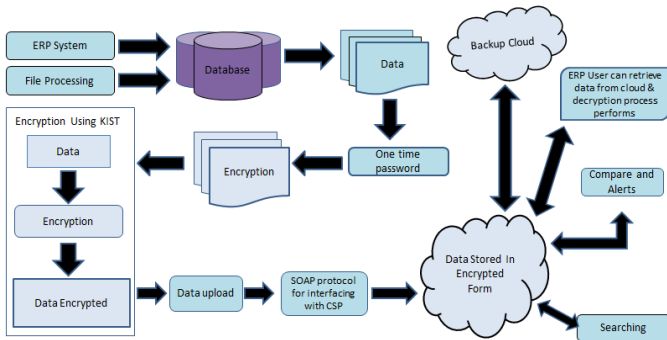 ERP System
File Processing
Database
Data
Backup Cloud
ERP User can retrieve
data from cloud &
decryption process
performs
Encryption Using KIST
Data
Encryption
Data Encrypted
Encryption
One time
password
Compare and
Alerts
Data upload
SOAP protocol
for interfacing
with CSP
Data Stored In
Encrypted
Form
Searching